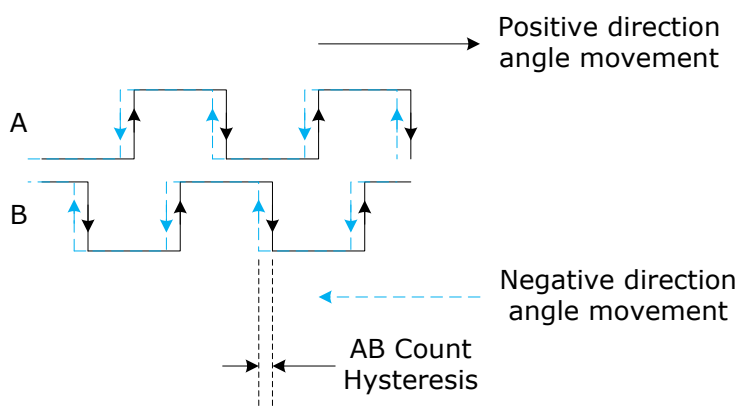 Positive direction
angle movement
A
B
Negative direction
angle movement
AB Count
Hysteresis